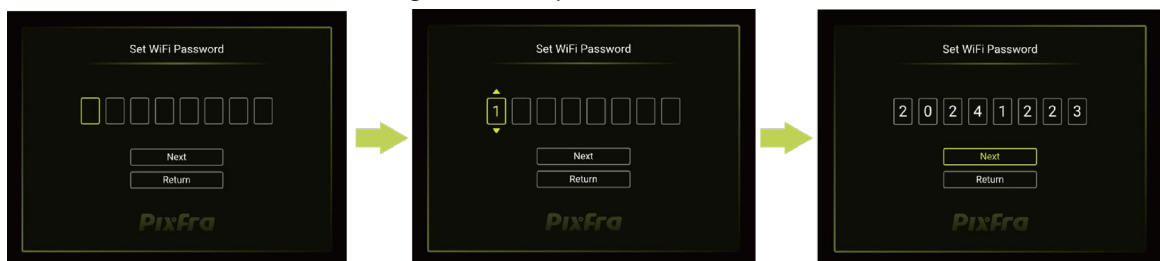 Set WiFi Password
Next
Return
PIXFra
Set WiFi Password
1
Next
Return
PIXFra
Set WiFi Password
2 0 2 4 1 2 2 3
Next
Return
PIXFra